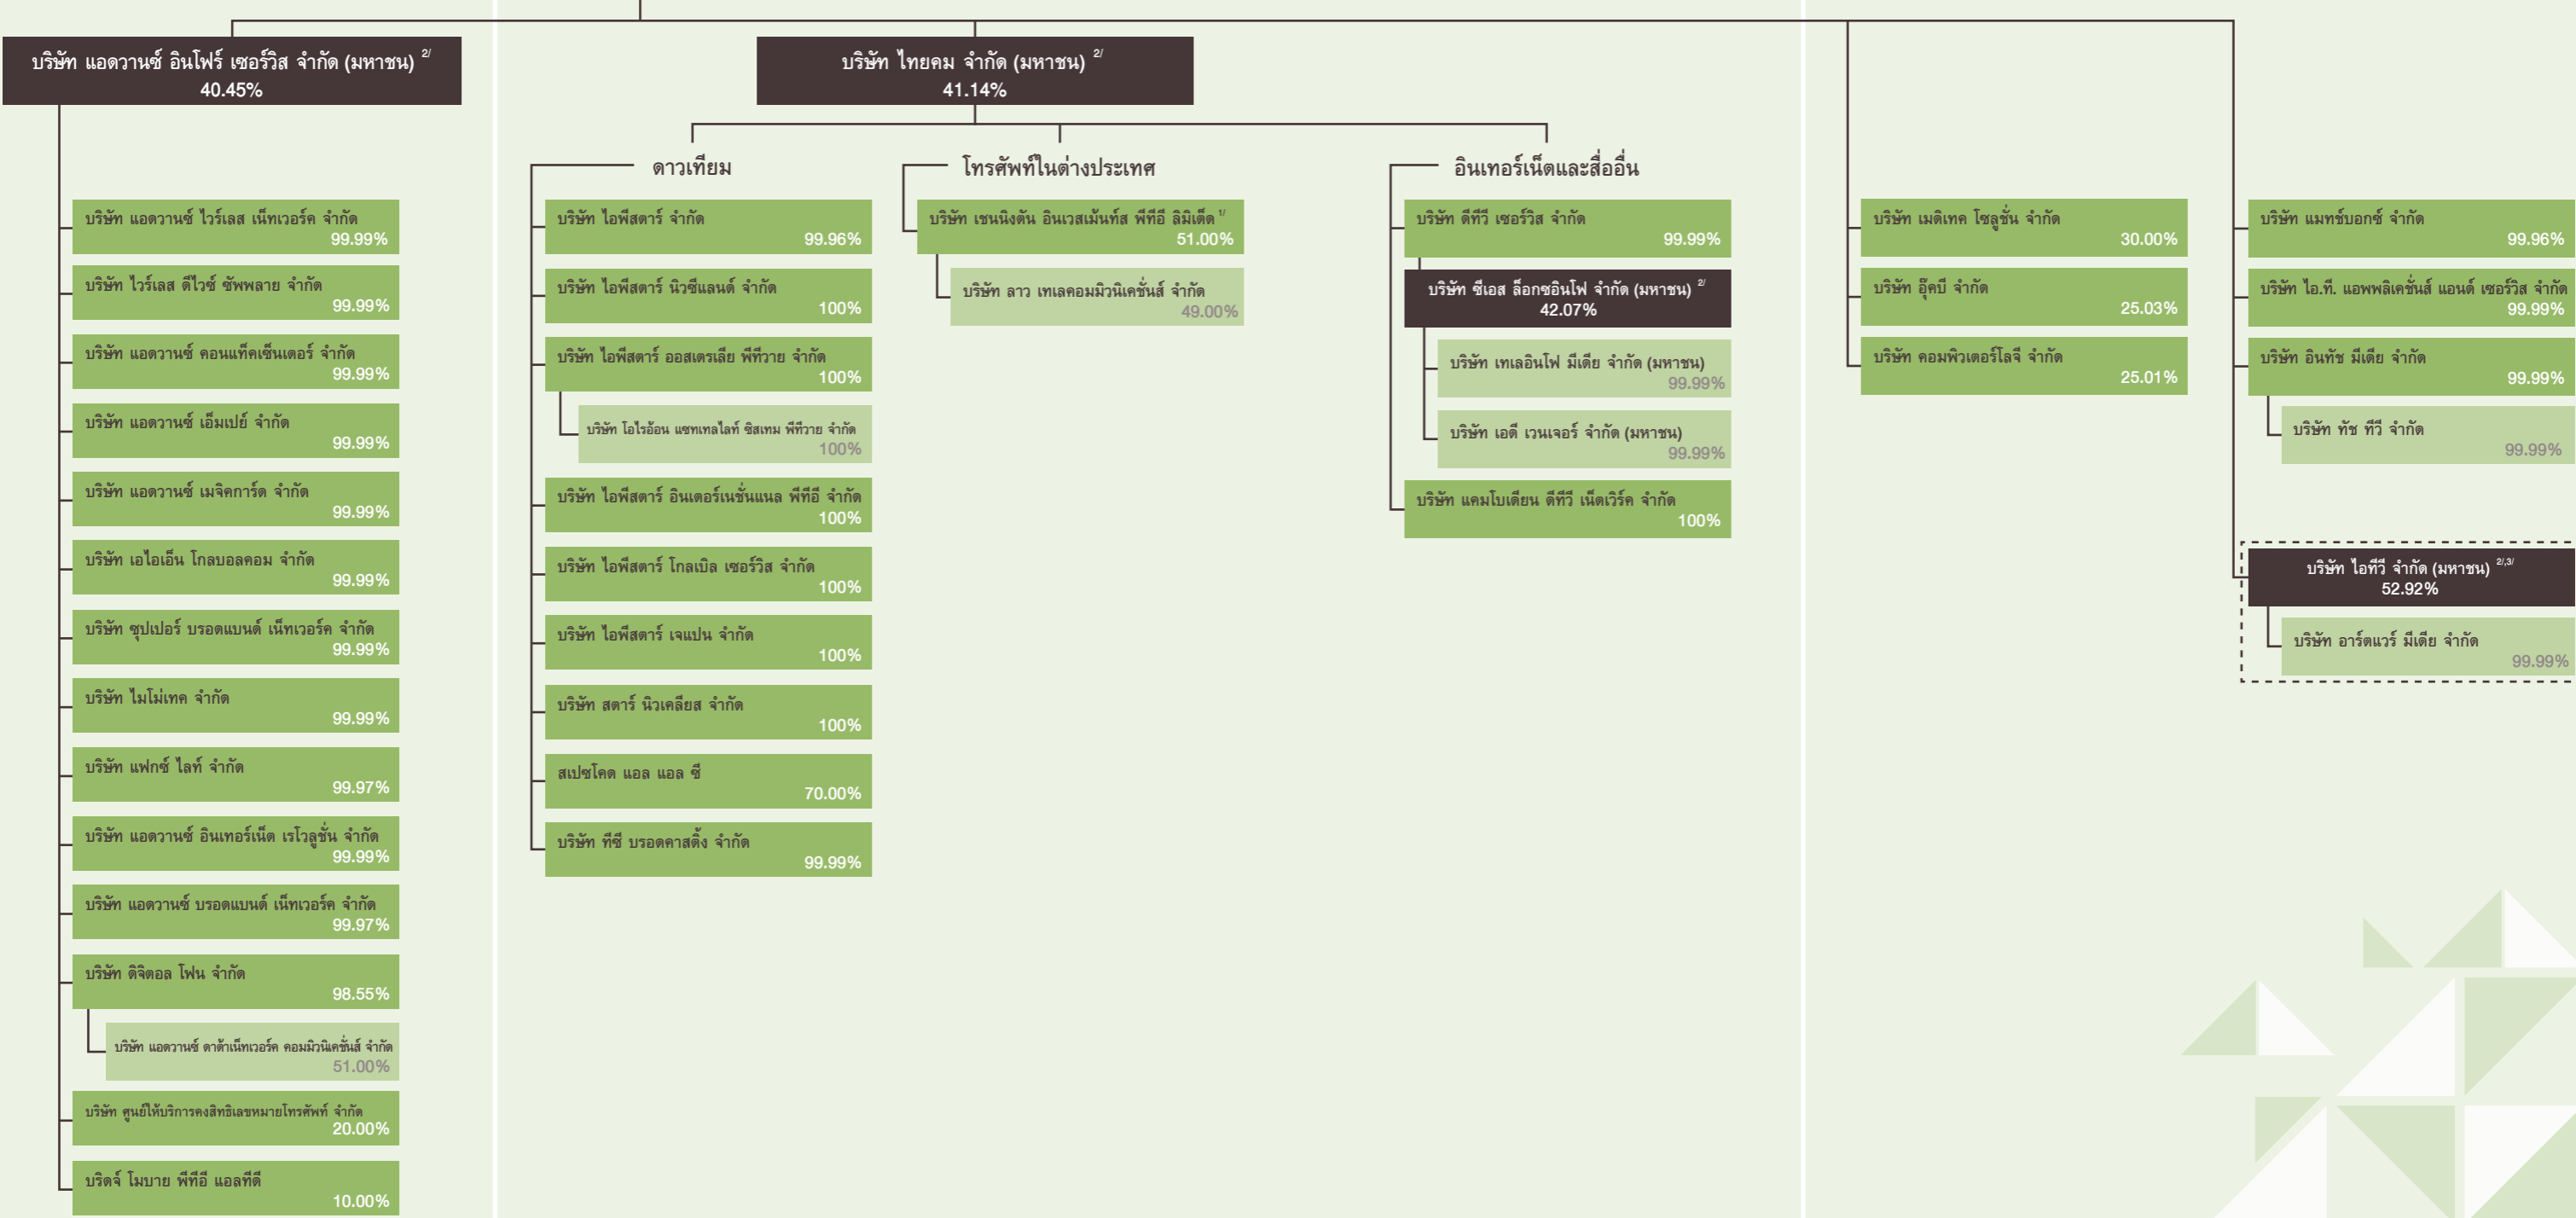 บริษัท แอดวานซ์ อินโฟร์ เซอร์วิส จำกัด (มหาชน) 2/
40.45%
บริษัท แอดวานซ์ ไวร์เลส เน็ทเวอร์ค จำกัด
99.99%
บริษัท ไวร์เลส ดีไวซ์ ซัพพลาย จำกัด
99.99%
บริษัท แอดวานซ์ คอนแท็คเซ็นเตอร์ จำกัด
99.99%
บริษัท แอดวานซ์ เอ็มเปย์ จำกัด
99.99%
บริษัท แอดวานซ์ เมจิคการ์ด จำกัด
99.99%
บริษัท เอไอเอ็น โกลบอลคอม จำกัด
99.99%
บริษัท ซุปเปอร์ บรอดแบนด์ เน็ทเวอร์ค จำกัด
99.99%
บริษัท ไมโม่เทค จำกัด
99.99%
บริษัท แฟกซ์ ไลท์ จำกัด
99.97%
บริษัท แอดวานซ์ อินเทอร์เน็ต เรโวลูชั่น จำกัด
99.99%
บริษัท แอดวานซ์ บรอดแบนด์ เน็ทเวอร์ค จำกัด
99.97%
บริษัท ดิจิตอล โฟน จำกัด
98.55%
บริษัท แอดวานซ์ ดาต้าเน็ทเวอร์ค คอมมิวนิเคชั่นส์ จำกัด
51.00%
บริษัท ศูนย์ให้บริการคงสิทธิเลขหมายโทรศัพท์ จำกัด
20.00%
บริดจ์ โมบาย พีทีอี แอลทีดี
10.00%
บริษัท ไทยคม จำกัด (มหาชน) 2/
41.14%
ดาวเทียม
บริษัท ไอพีสตาร์ จำกัด
99.96%
บริษัท ไอพีสตาร์ นิวซีแลนด์ จำกัด
100%
บริษัท ไอพีสตาร์ ออสเตรเลีย พีทีวาย จำกัด
100%
บริษัท โอไรอ้อน แซทเทลไลท์ ซิสเทม พีทีวาย จำกัด
100%
บริษัท ไอพีสตาร์ อินเตอร์เนชั่นแนล พีทีอี จำกัด
100%
บริษัท ไอพีสตาร์ โกลเบิล เซอร์วิส จำกัด
100%
บริษัท ไอพีสตาร์ เจแปน จำกัด
100%
บริษัท สตาร์ นิวเคลียส จำกัด
100%
สเปซโคด แอล แอล ซี
70.00%
บริษัท ทีซี บรอดคาสติ้ง จำกัด
99.99%
โทรศัพท์ในต่างประเทศ
บริษัท เชนนิงตัน อินเวสเม้นท์ส พีทีอี ลิมิเต็ด 1/
51.00%
บริษัท ลาว เทเลคอมมิวนิเคชั่นส์ จำกัด
49.00%
อินเทอร์เน็ตและสื่ออื่น
บริษัท ดีทีวี เซอร์วิส จำกัด
99.99%
บริษัท ซีเอส ล็อกซอินโฟ จำกัด (มหาชน) 2/
42.07%
บริษัท เทเลอินโฟ มีเดีย จำกัด (มหาชน)
99.99%
บริษัท เอดี เวนเจอร์ จำกัด (มหาชน)
99.99%
บริษัท แคมโบเดียน ดีทีวี เน็ตเวิร์ค จำกัด
100%
บริษัท เมดิเทค โซลูชั่น จำกัด
30.00%
บริษัท อุ๊คบี จำกัด
25.03%
บริษัท คอมพิวเตอร์โลจี จำกัด
25.01%
บริษัท แมทช์บอกซ์ จำกัด
99.96%
บริษัท ไอ.ที. แอพพลิเคชั่นส์ แอนด์ เซอร์วิส จำกัด
99.99%
บริษัท อินทัช มีเดีย จำกัด
99.99%
บริษัท ทัช ทีวี จำกัด
99.99%
บริษัท ไอทีวี จำกัด (มหาชน) 2/,3/
52.92%
บริษัท อาร์ตแวร์ มีเดีย จำกัด
99.99%